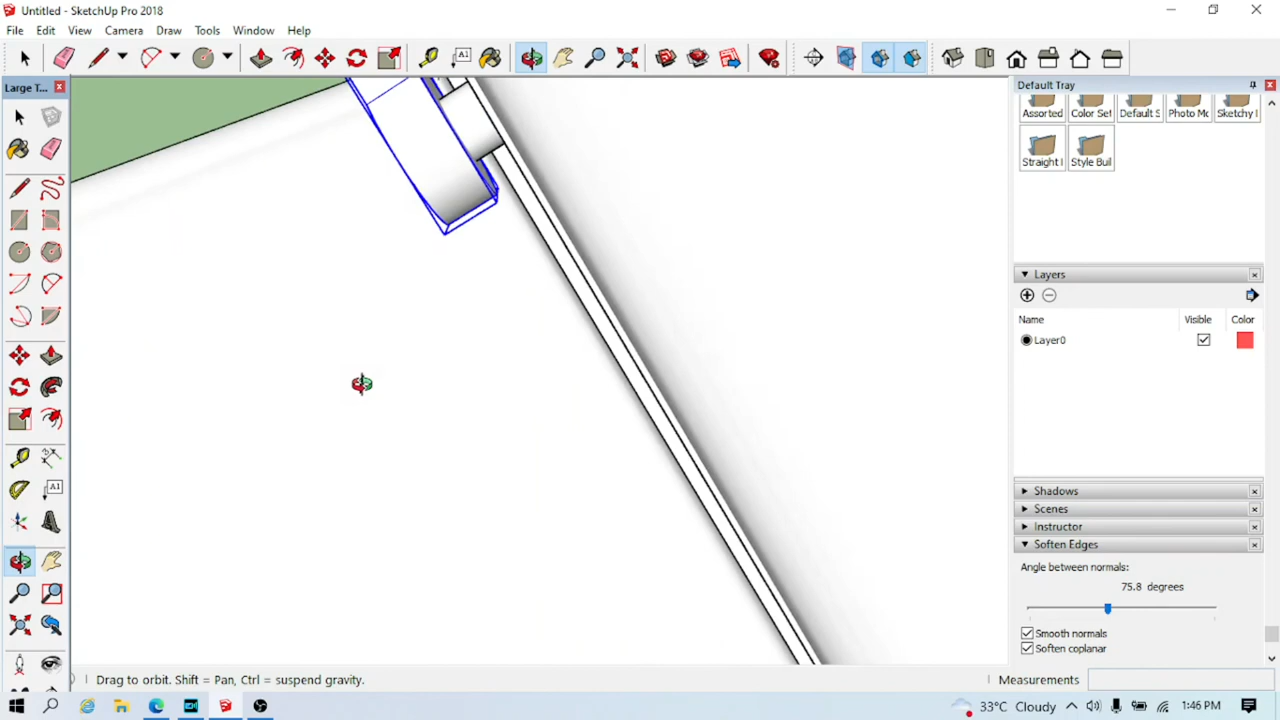 Untitled - SketchUp Pro 2018
File Edit View Camera Draw Tools Window Help
A1
Large T...
Default Tray
Assorted Color Set Default S Photo Mo Sketchy I
Straight I Style Buil
Layers
Name Visible Color
Layer0
Shadows
Scenes
Instructor
Soften Edges
Angle between normals:
75.8 degrees
Smooth normals
Soften coplanar
A1
Drag to orbit. Shift = Pan, Ctrl = suspend gravity.
Measurements
33°C Cloudy
1:46 PM